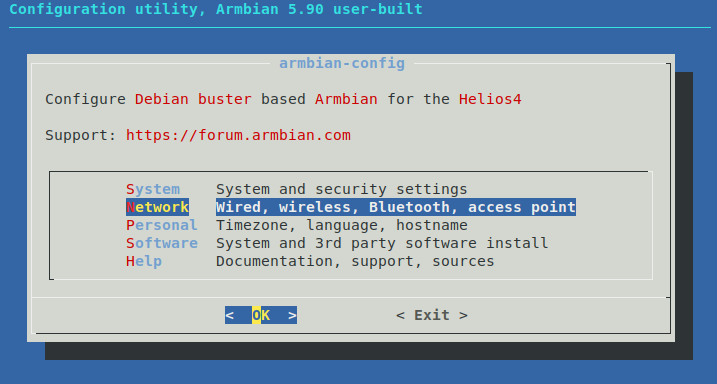 Configuration utility, Armbian 5.90 user-built
armbian-config
Configure Debian buster based Armbian for the Helios4
Support: https://forum.armbian.com
System System and security settings
Network Wired, wireless, Bluetooth, access point
Personal Timezone, language, hostname
Software System and 3rd party software install
Help Documentation, support, sources
< OK > < Exit >